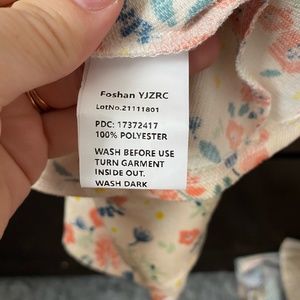 Foshan YJZRC
LotNo.21111801
PDC: 17372417
100% POLYESTER
WASH BEFORE USE
TURN GARMENT
INSIDE OUT.
WASH DARK